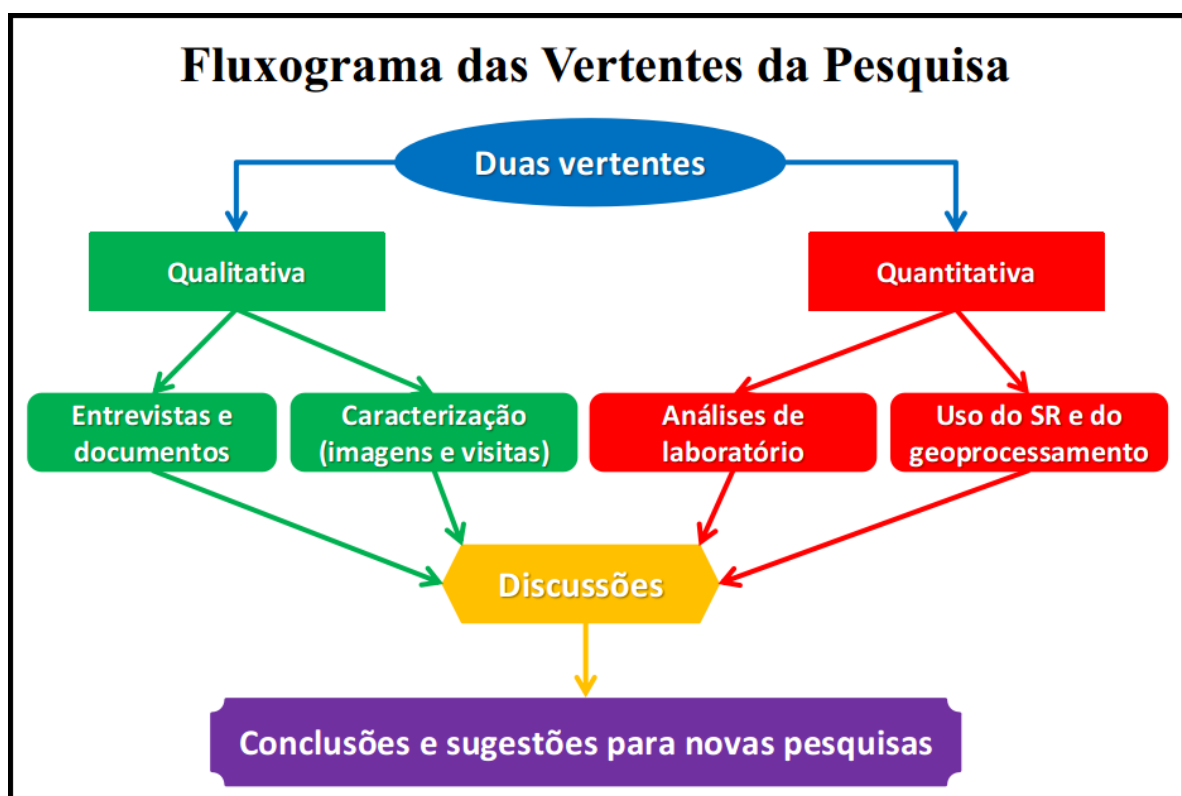 Fluxograma das Vertentes da Pesquisa
Duas vertentes
Qualitativa
Quantitativa
Entrevistas e
documentos
Caracterização
(imagens e visitas)
Análises de
laboratório
Uso do SR e do
geoprocessamento
Discussões
Conclusões e sugestões para novas pesquisas